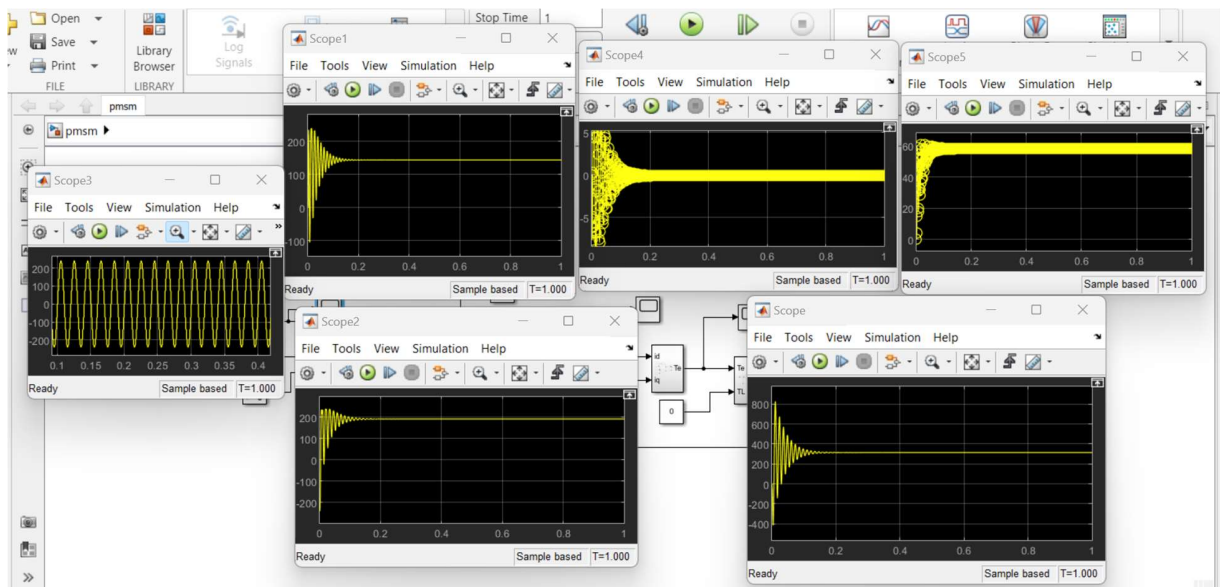 Open
Save
Print
FILE
Library
Browser
LIBRARY
Log
Signals
Stop Time 1
pmsm
pmsm
Scope3
File Tools View Simulation Help
200
100
0
-100
-200
0.1 0.15 0.2 0.25 0.3 0.35 0.4
Ready Sample based T=1.000
Scope1
File Tools View Simulation Help
200
100
0
-100
0 0.2 0.4 0.6 0.8 1
Ready Sample based T=1.000
Scope4
File Tools View Simulation Help
5
0
-5
0 0.2 0.4 0.6 0.8 1
Ready Sample based T=1.000
Scope5
File Tools View Simulation Help
60
40
20
0
0 0.2 0.4 0.6 0.8 1
Ready Sample based T=1.000
Scope2
File Tools View Simulation Help
200
100
0
-100
-200
0 0.2 0.4 0.6 0.8 1
Ready Sample based T=1.000
id
iq
Te
0
Te
TL
Scope
File Tools View Simulation Help
800
600
400
200
0
-200
-400
0 0.2 0.4 0.6 0.8 1
Ready Sample based T=1.000